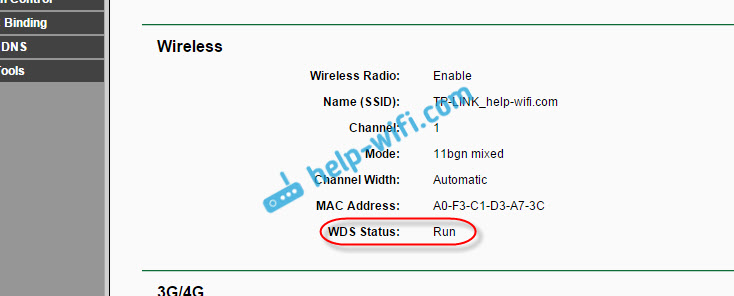 n Control
Binding
DNS
Tools
Wireless
Wireless Radio: Enable
Name (SSID): TP-LINK_help-wifi.com
Channel: 1
Mode: 11bgn mixed
Channel Width: Automatic
MAC Address: A0-F3-C1-D3-A7-3C
WDS Status: Run
3G/4G
help-wifi.com